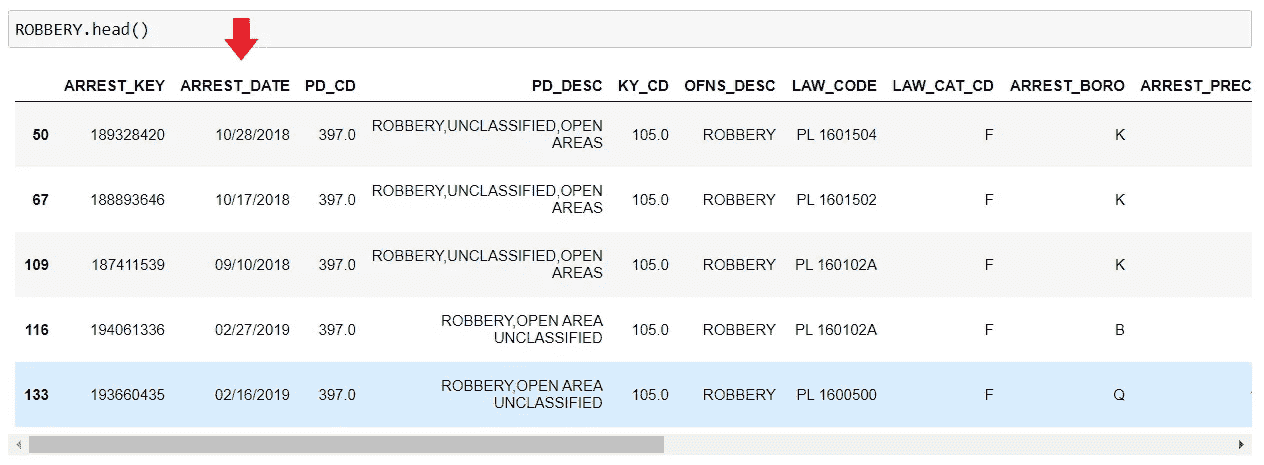 ROBBERY.head()
ARREST_KEY ARREST_DATE PD_CD PD_DESC KY_CD OFNS_DESC LAW_CODE LAW_CAT_CD ARREST_BORO ARREST_PREC
50 189328420 10/28/2018 397.0 ROBBERY,UNCLASSIFIED,OPEN AREAS 105.0 ROBBERY PL 1601504 F K
67 188893646 10/17/2018 397.0 ROBBERY,UNCLASSIFIED,OPEN AREAS 105.0 ROBBERY PL 1601502 F K
109 187411539 09/10/2018 397.0 ROBBERY,UNCLASSIFIED,OPEN AREAS 105.0 ROBBERY PL 160102A F K
116 194061336 02/27/2019 397.0 ROBBERY,OPEN AREA UNCLASSIFIED 105.0 ROBBERY PL 160102A F B
133 193660435 02/16/2019 397.0 ROBBERY,OPEN AREA UNCLASSIFIED 105.0 ROBBERY PL 1600500 F Q